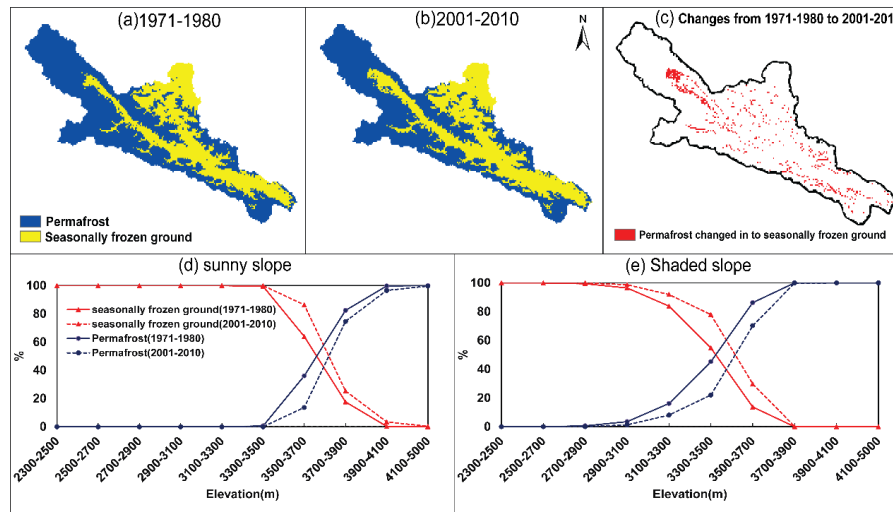 (a)1971-1980
(b)2001-2010
N
(c) Changes from 1971-1980 to 2001-201
Permafrost
Seasonally frozen ground
Permafrost changed in to seasonally frozen ground
(d) sunny slope
100
80
60
40
20
0
%
seasonally frozen ground(1971-1980)
seasonally frozen ground(2001-2010)
Permafrost(1971-1980)
Permafrost(2001-2010)
2300-2500
2500-2700
2700-2900
2900-3100
3100-3300
3300-3500
3500-3700
3700-3900
3900-4100
4100-5000
Elevation(m)
(e) Shaded slope
100
80
60
40
20
0
%
2300-2500
2500-2700
2700-2900
2900-3100
3100-3300
3300-3500
3500-3700
3700-3900
3900-4100
4100-5000
Elevation(m)